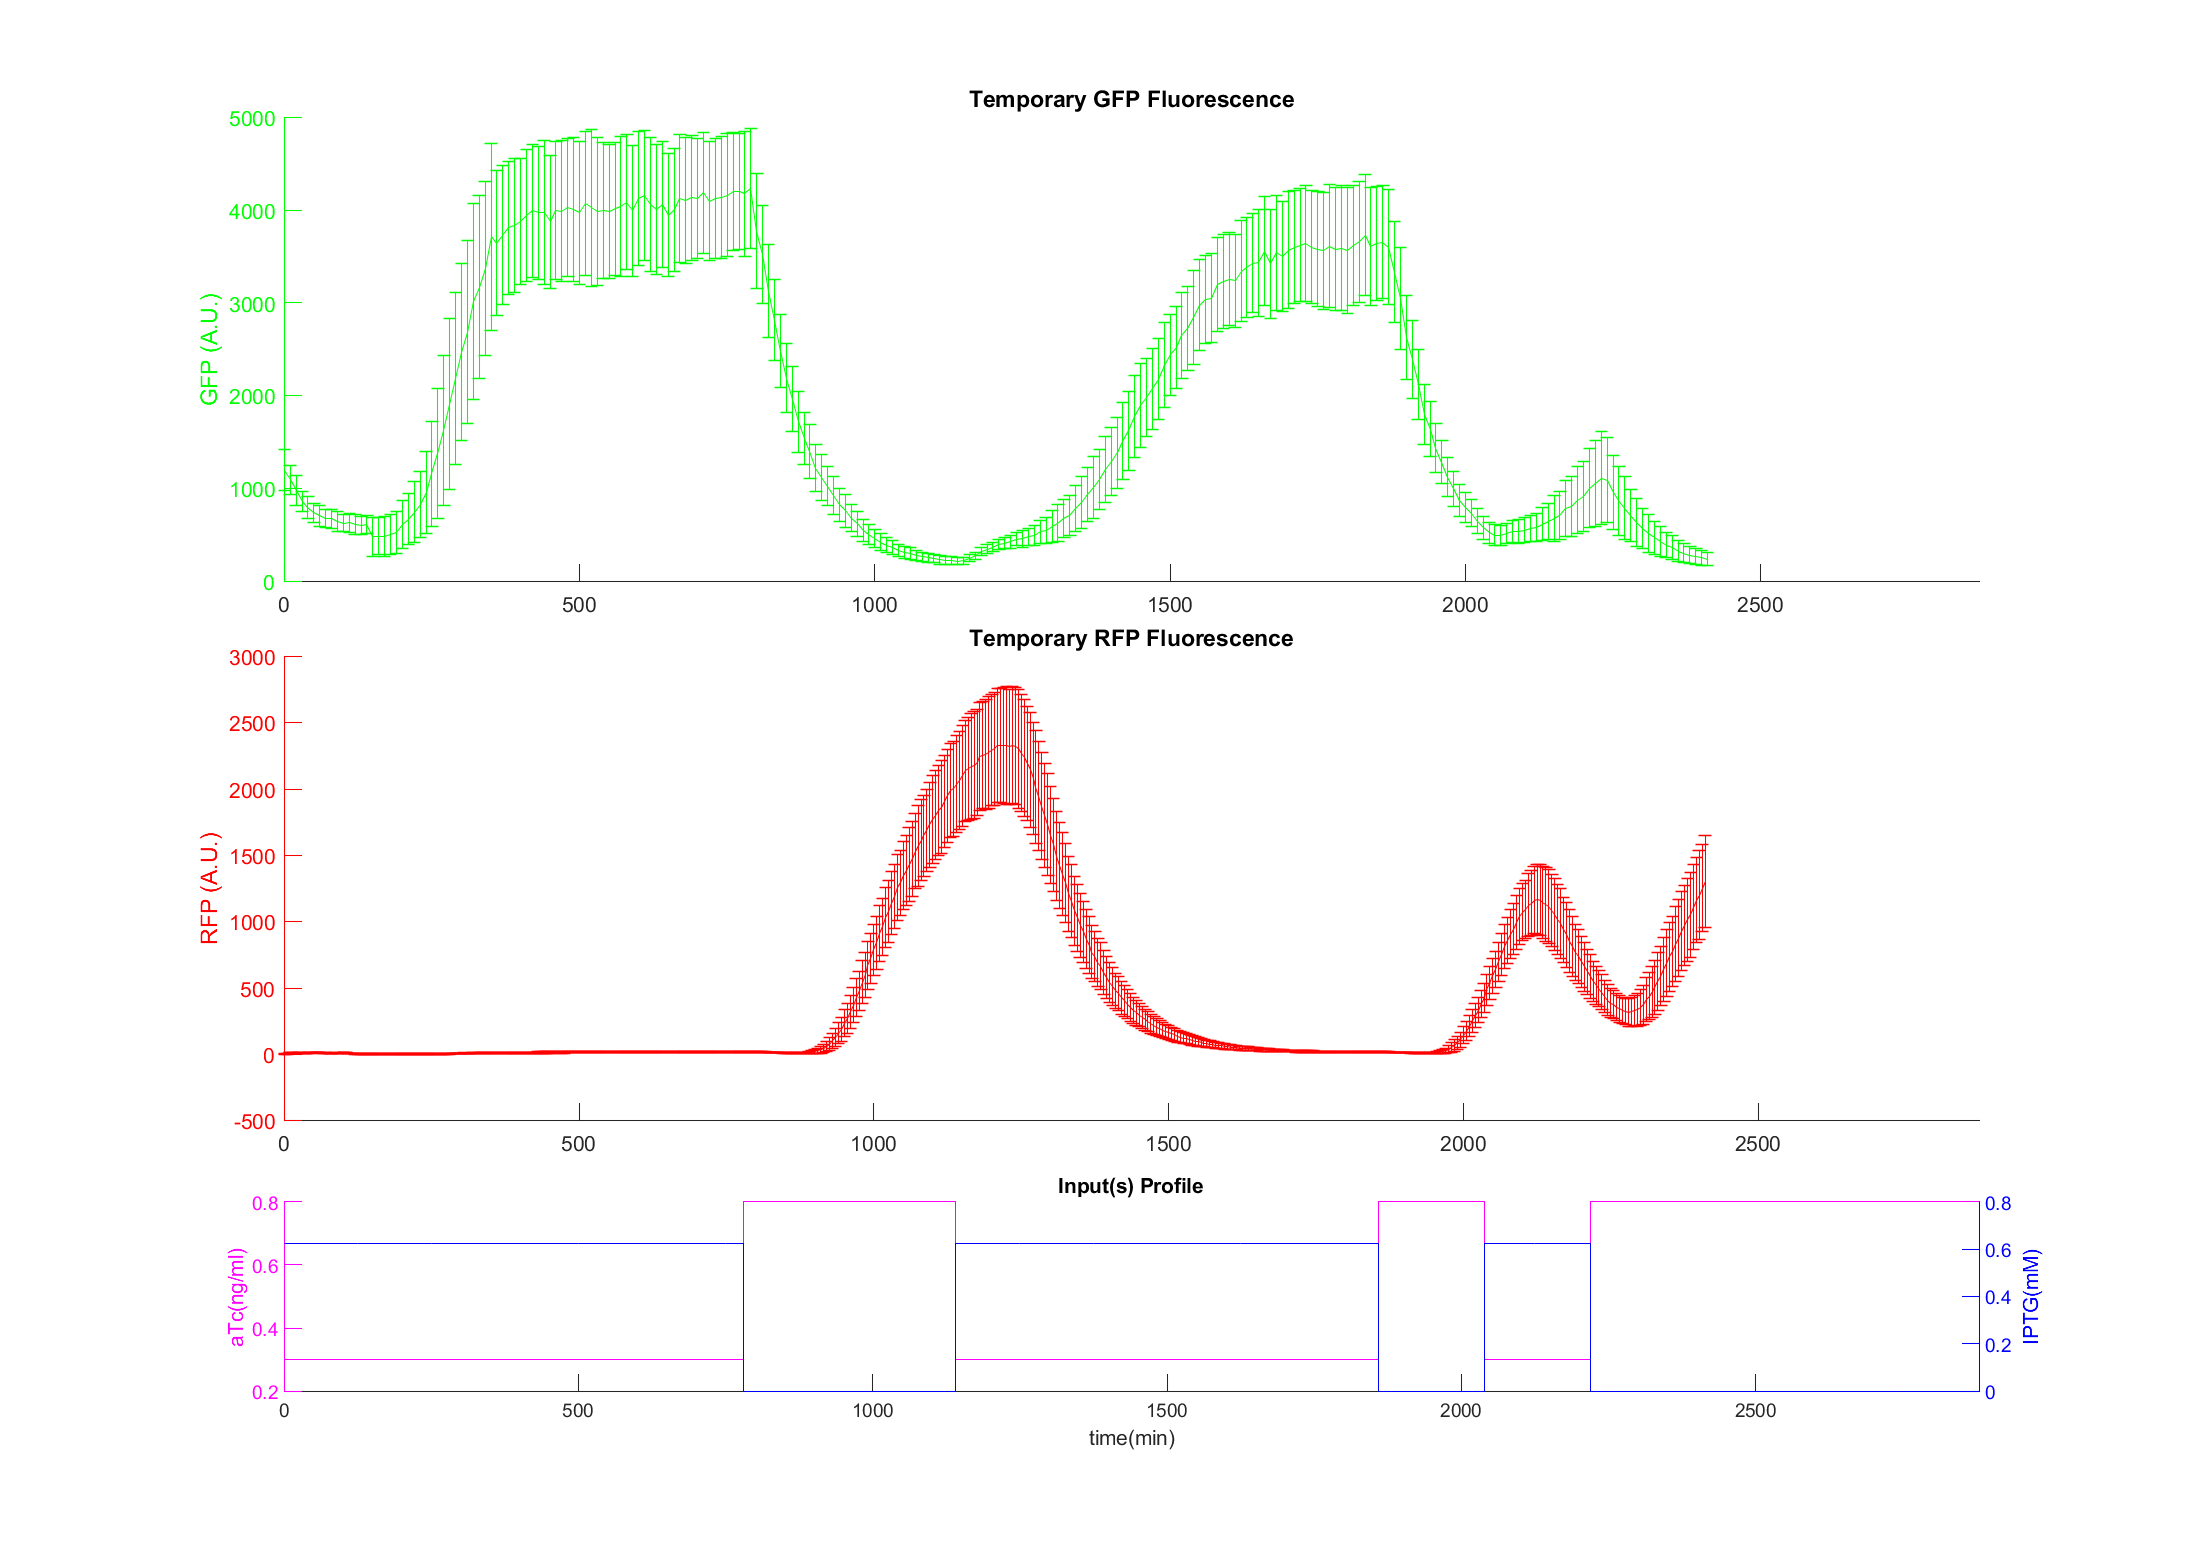 Temporary GFP Fluorescence
GFP (A.U.)
5000
4000
3000
2000
1000
0
0 500 1000 1500 2000 2500
Temporary RFP Fluorescence
RFP (A.U.)
3000
2500
2000
1500
1000
500
0
-500
0 500 1000 1500 2000 2500
Input(s) Profile
aTc(ng/ml)
0.8
0.6
0.4
0.2
IPTG(mM)
0.8
0.6
0.4
0.2
0
0 500 1000 1500 2000 2500
time(min)